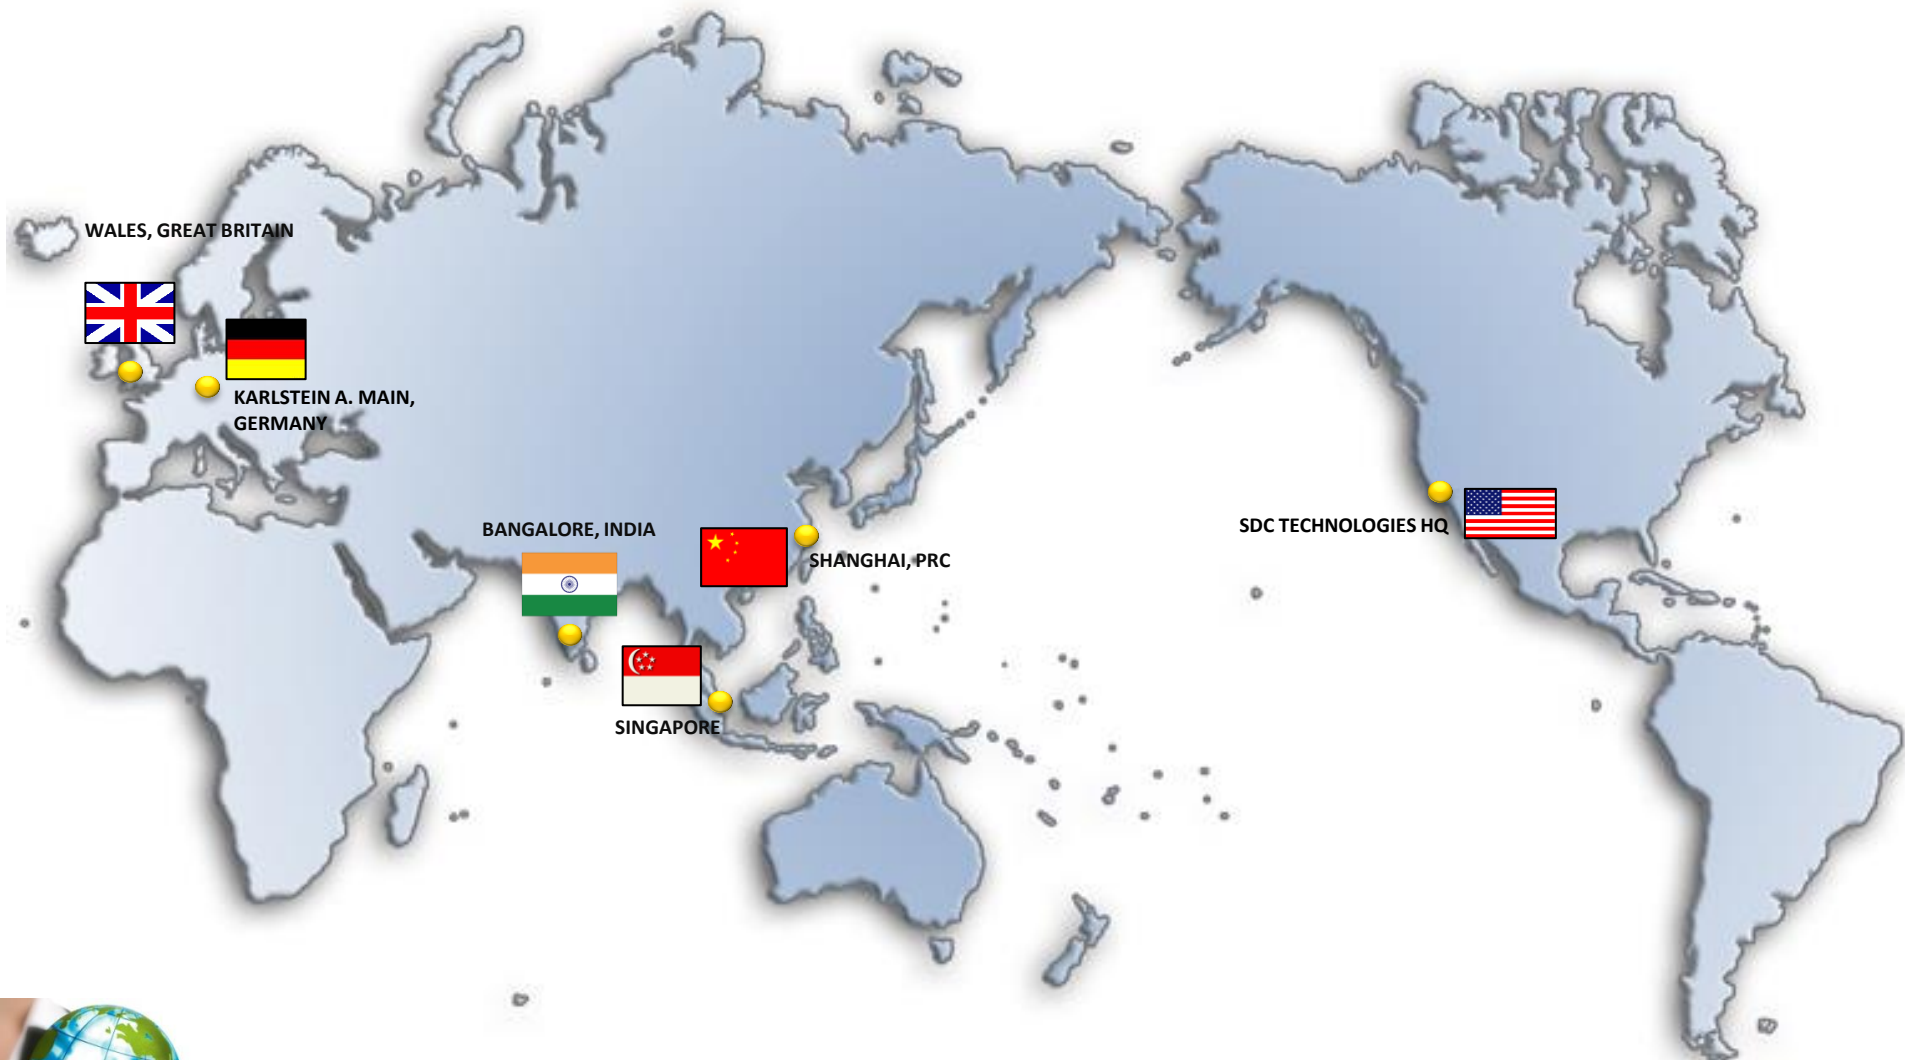 WALES, GREAT BRITAIN
KARLSTEIN A. MAIN,
GERMANY
BANGALORE, INDIA
SHANGHAI, PRC
SDC TECHNOLOGIES HQ
SINGAPORE